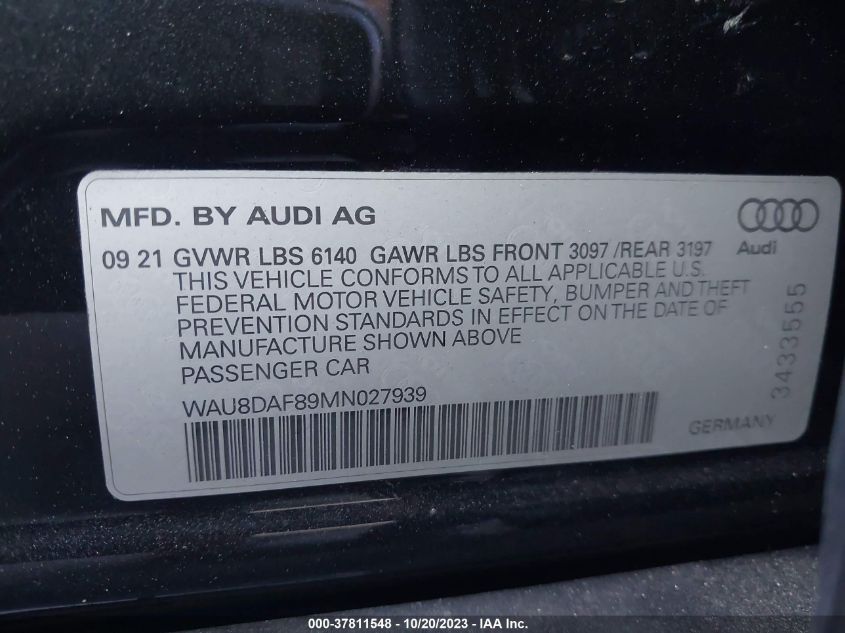 MFD. BY AUDI AG
09 21 GVWR LBS 6140 GAWR LBS FRONT 3097 /REAR 3197
Audi
THIS VEHICLE CONFORMS TO ALL APPLICABLE U.S.
FEDERAL MOTOR VEHICLE SAFETY, BUMPER AND THEFT
PREVENTION STANDARDS IN EFFECT ON THE DATE OF
MANUFACTURE SHOWN ABOVE
PASSENGER CAR
WAU8DAF89MN027939
GERMANY
3433555
000-37811548 - 10/20/2023 - IAA Inc.